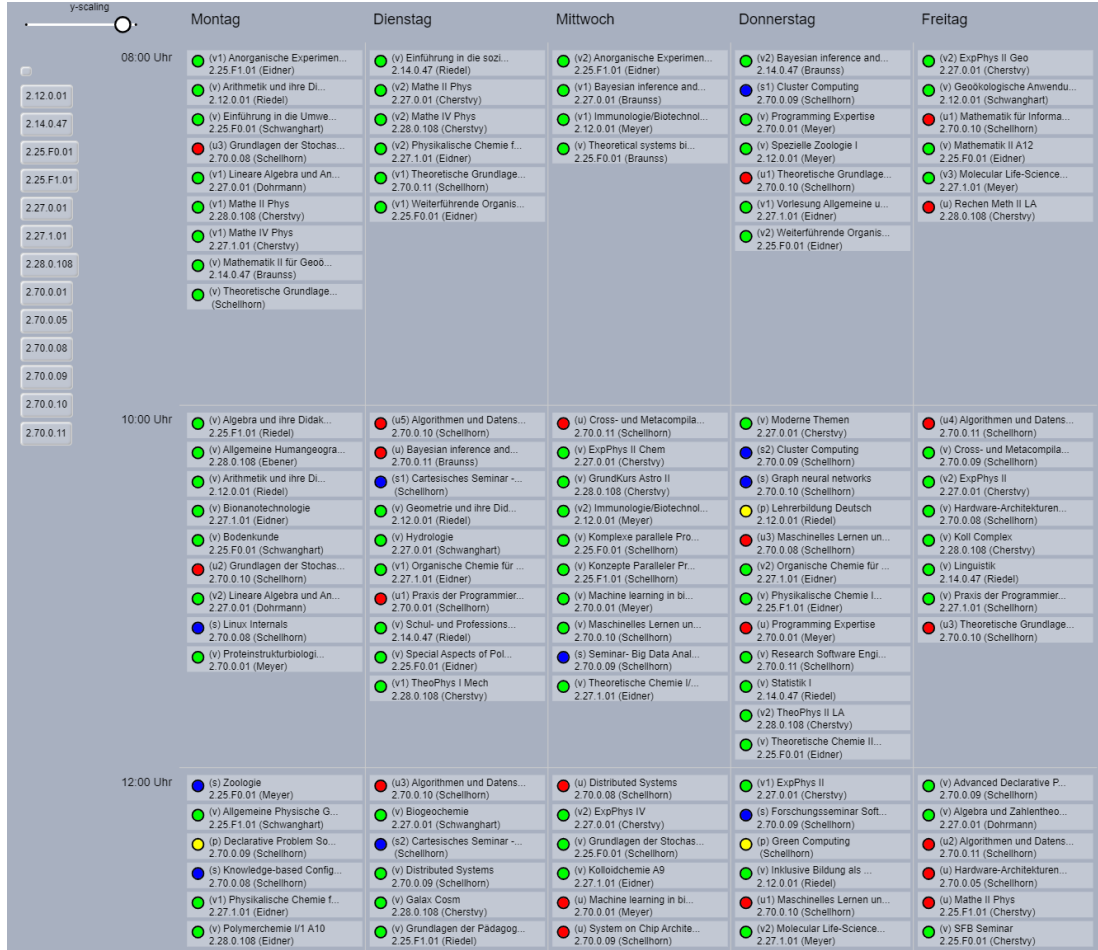 y-scaling
Montag
Dienstag
Mittwoch
Donnerstag
Freitag
2.12.0.01
2.14.0.47
2.25.F0.01
2.25.F1.01
2.27.0.01
2.27.1.01
2.28.0.108
2.70.0.01
2.70.0.05
2.70.0.08
2.70.0.09
2.70.0.10
2.70.0.11
08:00 Uhr
(v1) Anorganische Experimen...
2.25.F1.01 (Eidner)
(v) Arithmetik und ihre Di...
2.12.0.01 (Riedel)
(v) Einführung in die Umwe...
2.25.F0.01 (Schwanghart)
(u3) Grundlagen der Stochas...
2.70.0.08 (Schellhorn)
(v1) Lineare Algebra und An...
2.27.0.01 (Dohrmann)
(v1) Mathe II Phys
2.28.0.108 (Cherstvy)
(v1) Mathe IV Phys
2.27.1.01 (Cherstvy)
(v) Mathematik II für Geoö...
2.14.0.47 (Braunss)
(v) Theoretische Grundlage...
(Schellhorn)
(v) Einführung in die sozi...
2.14.0.47 (Riedel)
(v2) Mathe II Phys
2.27.0.01 (Cherstvy)
(v2) Mathe IV Phys
2.28.0.108 (Cherstvy)
(v2) Physikalische Chemie f...
2.27.1.01 (Eidner)
(v1) Theoretische Grundlage...
2.70.0.11 (Schellhorn)
(v1) Weiterführende Organis...
2.25.F0.01 (Eidner)
(v2) Anorganische Experimen...
2.25.F1.01 (Eidner)
(v1) Bayesian inference and...
2.27.0.01 (Braunss)
(v1) Immunologie/Biotechnol...
2.12.0.01 (Meyer)
(v) Theoretical systems bi...
2.25.F0.01 (Braunss)
(v2) Bayesian inference and...
2.14.0.47 (Braunss)
(s1) Cluster Computing
2.70.0.09 (Schellhorn)
(v) Programming Expertise
2.70.0.01 (Meyer)
(v) Spezielle Zoologie I
2.12.0.01 (Meyer)
(u1) Theoretische Grundlage...
2.70.0.10 (Schellhorn)
(v1) Vorlesung Allgemeine u...
2.27.1.01 (Eidner)
(v2) Weiterführende Organis...
2.25.F0.01 (Eidner)
(v2) ExpPhys II Geo
2.27.0.01 (Cherstvy)
(v) Geoökologische Anwendu...
2.12.0.01 (Schwanghart)
(u1) Mathematik für Informa...
2.70.0.10 (Schellhorn)
(v) Mathematik II A12
2.25.F0.01 (Eidner)
(v3) Molecular Life-Science...
2.27.1.01 (Meyer)
(u) Rechen Meth II LA
2.28.0.108 (Cherstvy)
10:00 Uhr
(v) Algebra und ihre Didak...
2.25.F1.01 (Riedel)
(v) Allgemeine Humangeogra...
2.28.0.108 (Ebener)
(v) Arithmetik und ihre Di...
2.12.0.01 (Riedel)
(v) Bionanotechnologie
2.27.1.01 (Eidner)
(v) Bodenkunde
2.25.F0.01 (Schwanghart)
(u2) Grundlagen der Stochas...
2.70.0.10 (Schellhorn)
(v2) Lineare Algebra und An...
2.27.0.01 (Dohrmann)
(s) Linux Internals
2.70.0.08 (Schellhorn)
(v) Proteinstrukturbiologi...
2.70.0.01 (Meyer)
(u5) Algorithmen und Datens...
2.70.0.10 (Schellhorn)
(u) Bayesian inference and...
2.70.0.11 (Braunss)
(s1) Cartesisches Seminar -...
(Schellhorn)
(v) Geometrie und ihre Did...
2.12.0.01 (Riedel)
(v) Hydrologie
2.27.0.01 (Schwanghart)
(v1) Organische Chemie für ...
2.27.1.01 (Eidner)
(u1) Praxis der Programmier...
2.70.0.01 (Schellhorn)
(v) Schul- und Professions...
2.14.0.47 (Riedel)
(v) Special Aspects of Pol...
2.25.F0.01 (Eidner)
(v1) TheoPhys I Mech
2.28.0.108 (Cherstvy)
(u) Cross- und Metacompila...
2.70.0.11 (Schellhorn)
(v) ExpPhys II Chem
2.27.0.01 (Cherstvy)
(v) GrundKurs Astro II
2.28.0.108 (Cherstvy)
(v2) Immunologie/Biotechnol...
2.12.0.01 (Meyer)
(v) Komplexe parallele Pro...
2.25.F0.01 (Schellhorn)
(v) Konzepte Paralleler Pr...
2.25.F1.01 (Schellhorn)
(v) Machine learning in bi...
2.70.0.01 (Meyer)
(v) Maschinelles Lernen un...
2.70.0.10 (Schellhorn)
(s) Seminar- Big Data Anal...
2.70.0.09 (Schellhorn)
(v) Theoretische Chemie I/...
2.27.1.01 (Eidner)
(v) Moderne Themen
2.27.0.01 (Cherstvy)
(s2) Cluster Computing
2.70.0.09 (Schellhorn)
(s) Graph neural networks
2.70.0.10 (Schellhorn)
(p) Lehrerbildung Deutsch
2.12.0.01 (Riedel)
(u3) Maschinelles Lernen un...
2.70.0.08 (Schellhorn)
(v2) Organische Chemie für ...
2.27.1.01 (Eidner)
(v) Physikalische Chemie I...
2.25.F1.01 (Eidner)
(u) Programming Expertise
2.70.0.01 (Meyer)
(v) Research Software Engi...
2.70.0.11 (Schellhorn)
(v) Statistik I
2.14.0.47 (Riedel)
(v2) TheoPhys II LA
2.28.0.108 (Cherstvy)
(v) Theoretische Chemie II...
2.25.F0.01 (Eidner)
(u4) Algorithmen und Datens...
2.70.0.11 (Schellhorn)
(v) Cross- und Metacompila...
2.70.0.09 (Schellhorn)
(v2) ExpPhys II
2.27.0.01 (Cherstvy)
(v) Hardware-Architekturen...
2.70.0.08 (Schellhorn)
(v) Koll Complex
2.28.0.108 (Cherstvy)
(v) Linguistik
2.14.0.47 (Riedel)
(v) Praxis der Programmier...
2.27.1.01 (Schellhorn)
(u3) Theoretische Grundlage...
2.70.0.10 (Schellhorn)
12:00 Uhr
(s) Zoologie
2.25.F0.01 (Meyer)
(v) Allgemeine Physische G...
2.25.F1.01 (Schwanghart)
(p) Declarative Problem So...
2.70.0.09 (Schellhorn)
(s) Knowledge-based Config...
2.70.0.08 (Schellhorn)
(v1) Physikalische Chemie f...
2.27.1.01 (Eidner)
(v) Polymerchemie I/1 A10
2.28.0.108 (Eidner)
(u3) Algorithmen und Datens...
2.70.0.10 (Schellhorn)
(v) Biogeochemie
2.27.0.01 (Schwanghart)
(s2) Cartesisches Seminar -...
(Schellhorn)
(v) Distributed Systems
2.70.0.09 (Schellhorn)
(v) Galax Cosm
2.28.0.108 (Cherstvy)
(v) Grundlagen der Pädagog...
2.25.F1.01 (Riedel)
(u) Distributed Systems
2.70.0.08 (Schellhorn)
(v2) ExpPhys IV
2.27.0.01 (Cherstvy)
(v) Grundlagen der Stochas...
2.25.F0.01 (Schellhorn)
(v) Kolloidchemie A9
2.27.1.01 (Eidner)
(u) Machine learning in bi...
2.70.0.01 (Meyer)
(u) System on Chip Archite...
2.70.0.09 (Schellhorn)
(v1) ExpPhys II
2.27.0.01 (Cherstvy)
(s) Forschungsseminar Soft...
2.70.0.09 (Schellhorn)
(p) Green Computing
(Schellhorn)
(v) Inklusive Bildung als ...
2.12.0.01 (Riedel)
(u1) Maschinelles Lernen un...
2.70.0.10 (Schellhorn)
(v2) Molecular Life-Science...
2.27.1.01 (Meyer)
(v) Advanced Declarative P...
2.70.0.09 (Schellhorn)
(v) Algebra und Zahlentheo...
2.27.0.01 (Dohrmann)
(u2) Algorithmen und Datens...
2.70.0.11 (Schellhorn)
(u) Hardware-Architekturen...
2.70.0.05 (Schellhorn)
(u) Mathe II Phys
2.25.F1.01 (Cherstvy)
(v) SFB Seminar
2.25.F0.01 (Cherstvy)